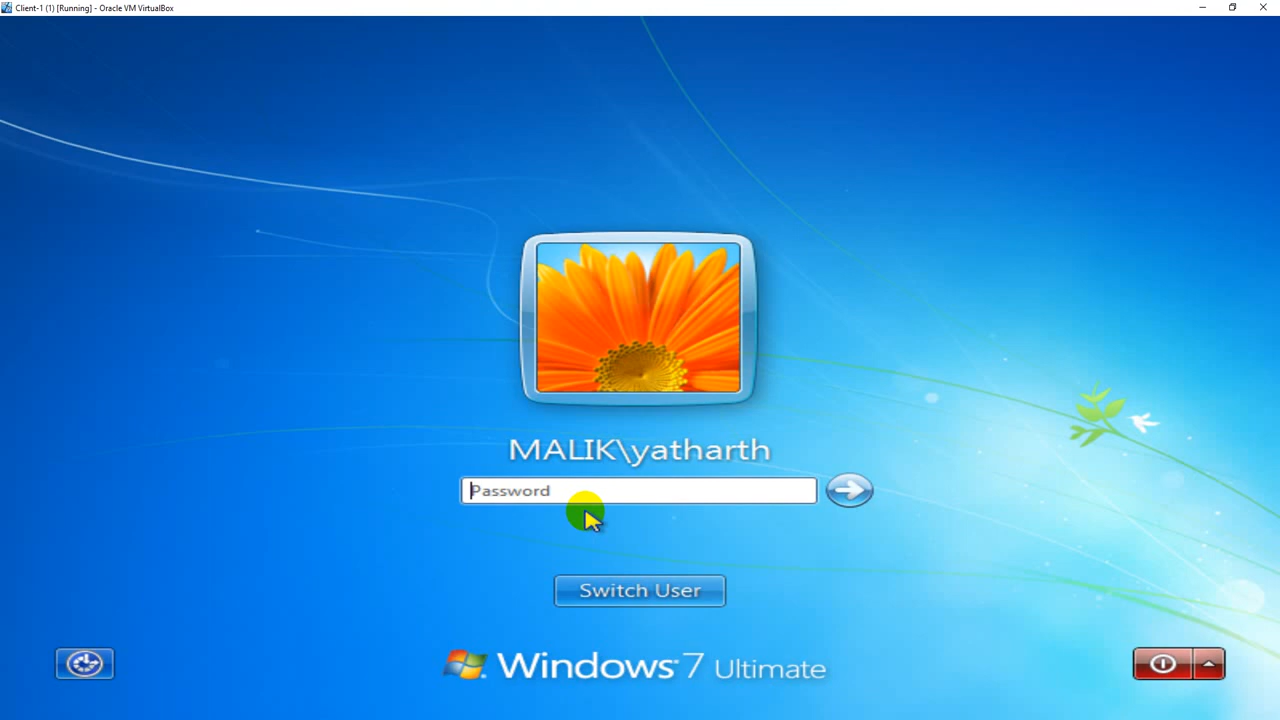 Client-1 (1) [Running] - Oracle VM VirtualBox
MALIK\yatharth
Password
Switch User
Windows 7 Ultimate